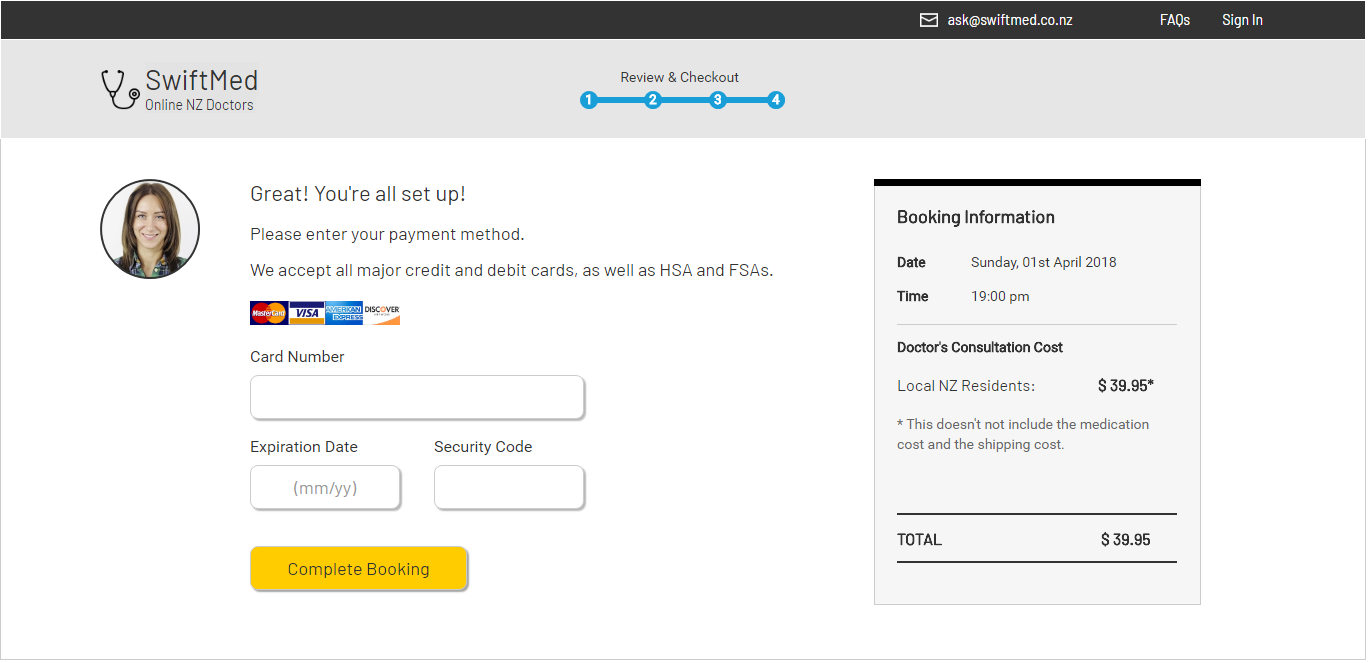 ask@swiftmed.co.nz FAQs Sign In
SwiftMed
Online NZ Doctors
Review & Checkout
1 2 3 4
Great! You're all set up!
Please enter your payment method.
We accept all major credit and debit cards, as well as HSA and FSAs.
MasterCard VISA AMERICAN EXPRESS DISCOVER
Card Number
Expiration Date Security Code
(mm/yy)
Complete Booking
Booking Information
Date Sunday, 01st April 2018
Time 19:00 pm
Doctor's Consultation Cost
Local NZ Residents: $ 39.95*
* This doesn't not include the medication
cost and the shipping cost.
TOTAL $ 39.95